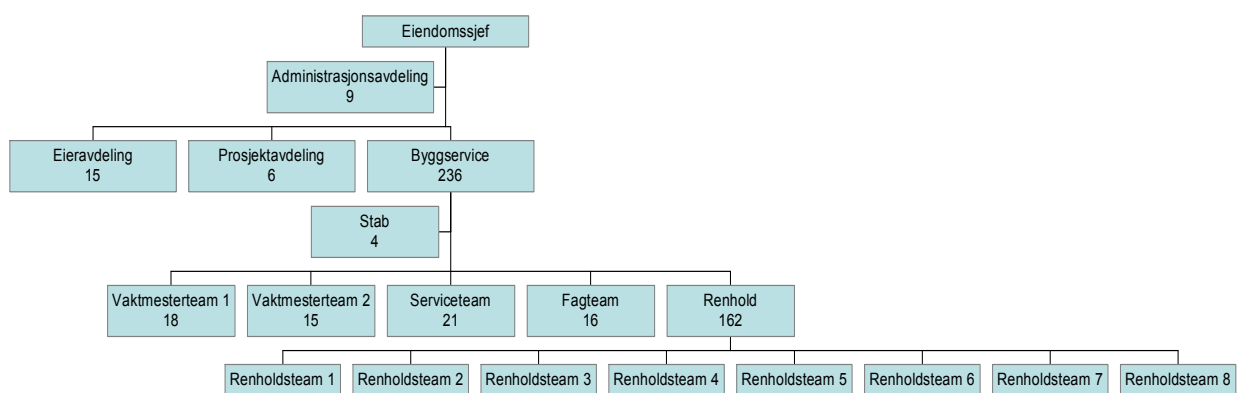 Eiendomssjef
Administrasjonsavdeling
9
Eieravdeling
15
Prosjektavdeling
6
Byggservice
236
Stab
4
Vaktmesterteam 1
18
Vaktmesterteam 2
15
Serviceteam
21
Fagteam
16
Renhold
162
Renholdsteam 1
Renholdsteam 2
Renholdsteam 3
Renholdsteam 4
Renholdsteam 5
Renholdsteam 6
Renholdsteam 7
Renholdsteam 8